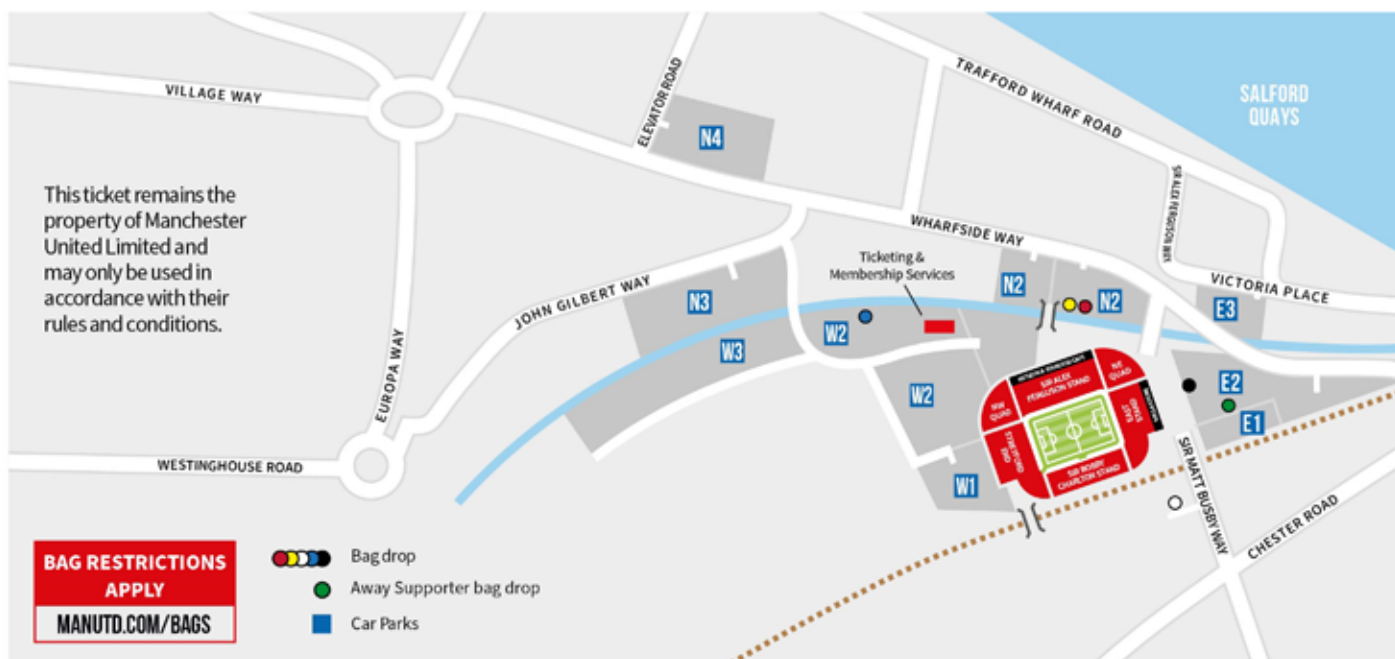 VILLAGE WAY
ELEVATOR ROAD
N4
TRAFFORD WHARF ROAD
SALFORD
QUAYS
This ticket remains the
property of Manchester
United Limited and
may only be used in
accordance with their
rules and conditions.
SIR ALEX FERGUSON WAY
WHARFSIDE WAY
Ticketing &
Membership Services
VICTORIA PLACE
JOHN GILBERT WAY
N3
N2
N2
E3
EUROPA WAY
W3
W2
W2
NW
QUAD
SIR ALEX
FERGUSON STAND
NE
QUAD
EAST
STAND
E2
E1
WESTINGHOUSE ROAD
W1
SIR BOBBY
CHARLTON STAND
SIR MATT BUSBY WAY
CHESTER ROAD
BAG RESTRICTIONS
APPLY
MANUTD.COM/BAGS
Bag drop
Away Supporter bag drop
Car Parks